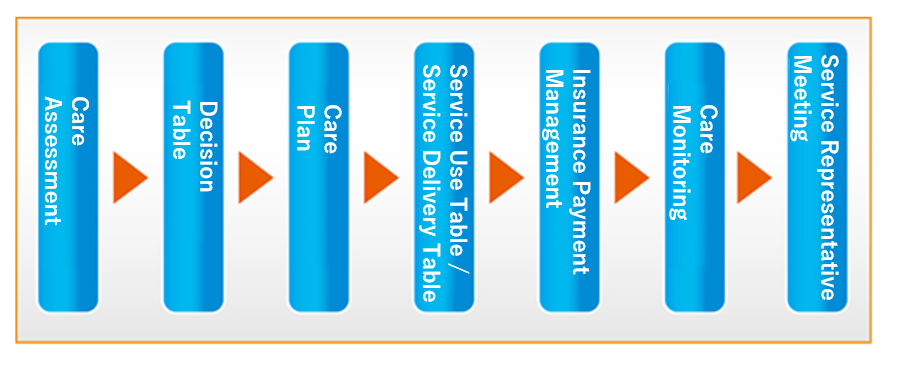 Care
Assessment
Decision
Table
Care
Plan
Service Use Table /
Service Delivery Table
Insurance Payment
Management
Care
Monitoring
Service Representative
Meeting